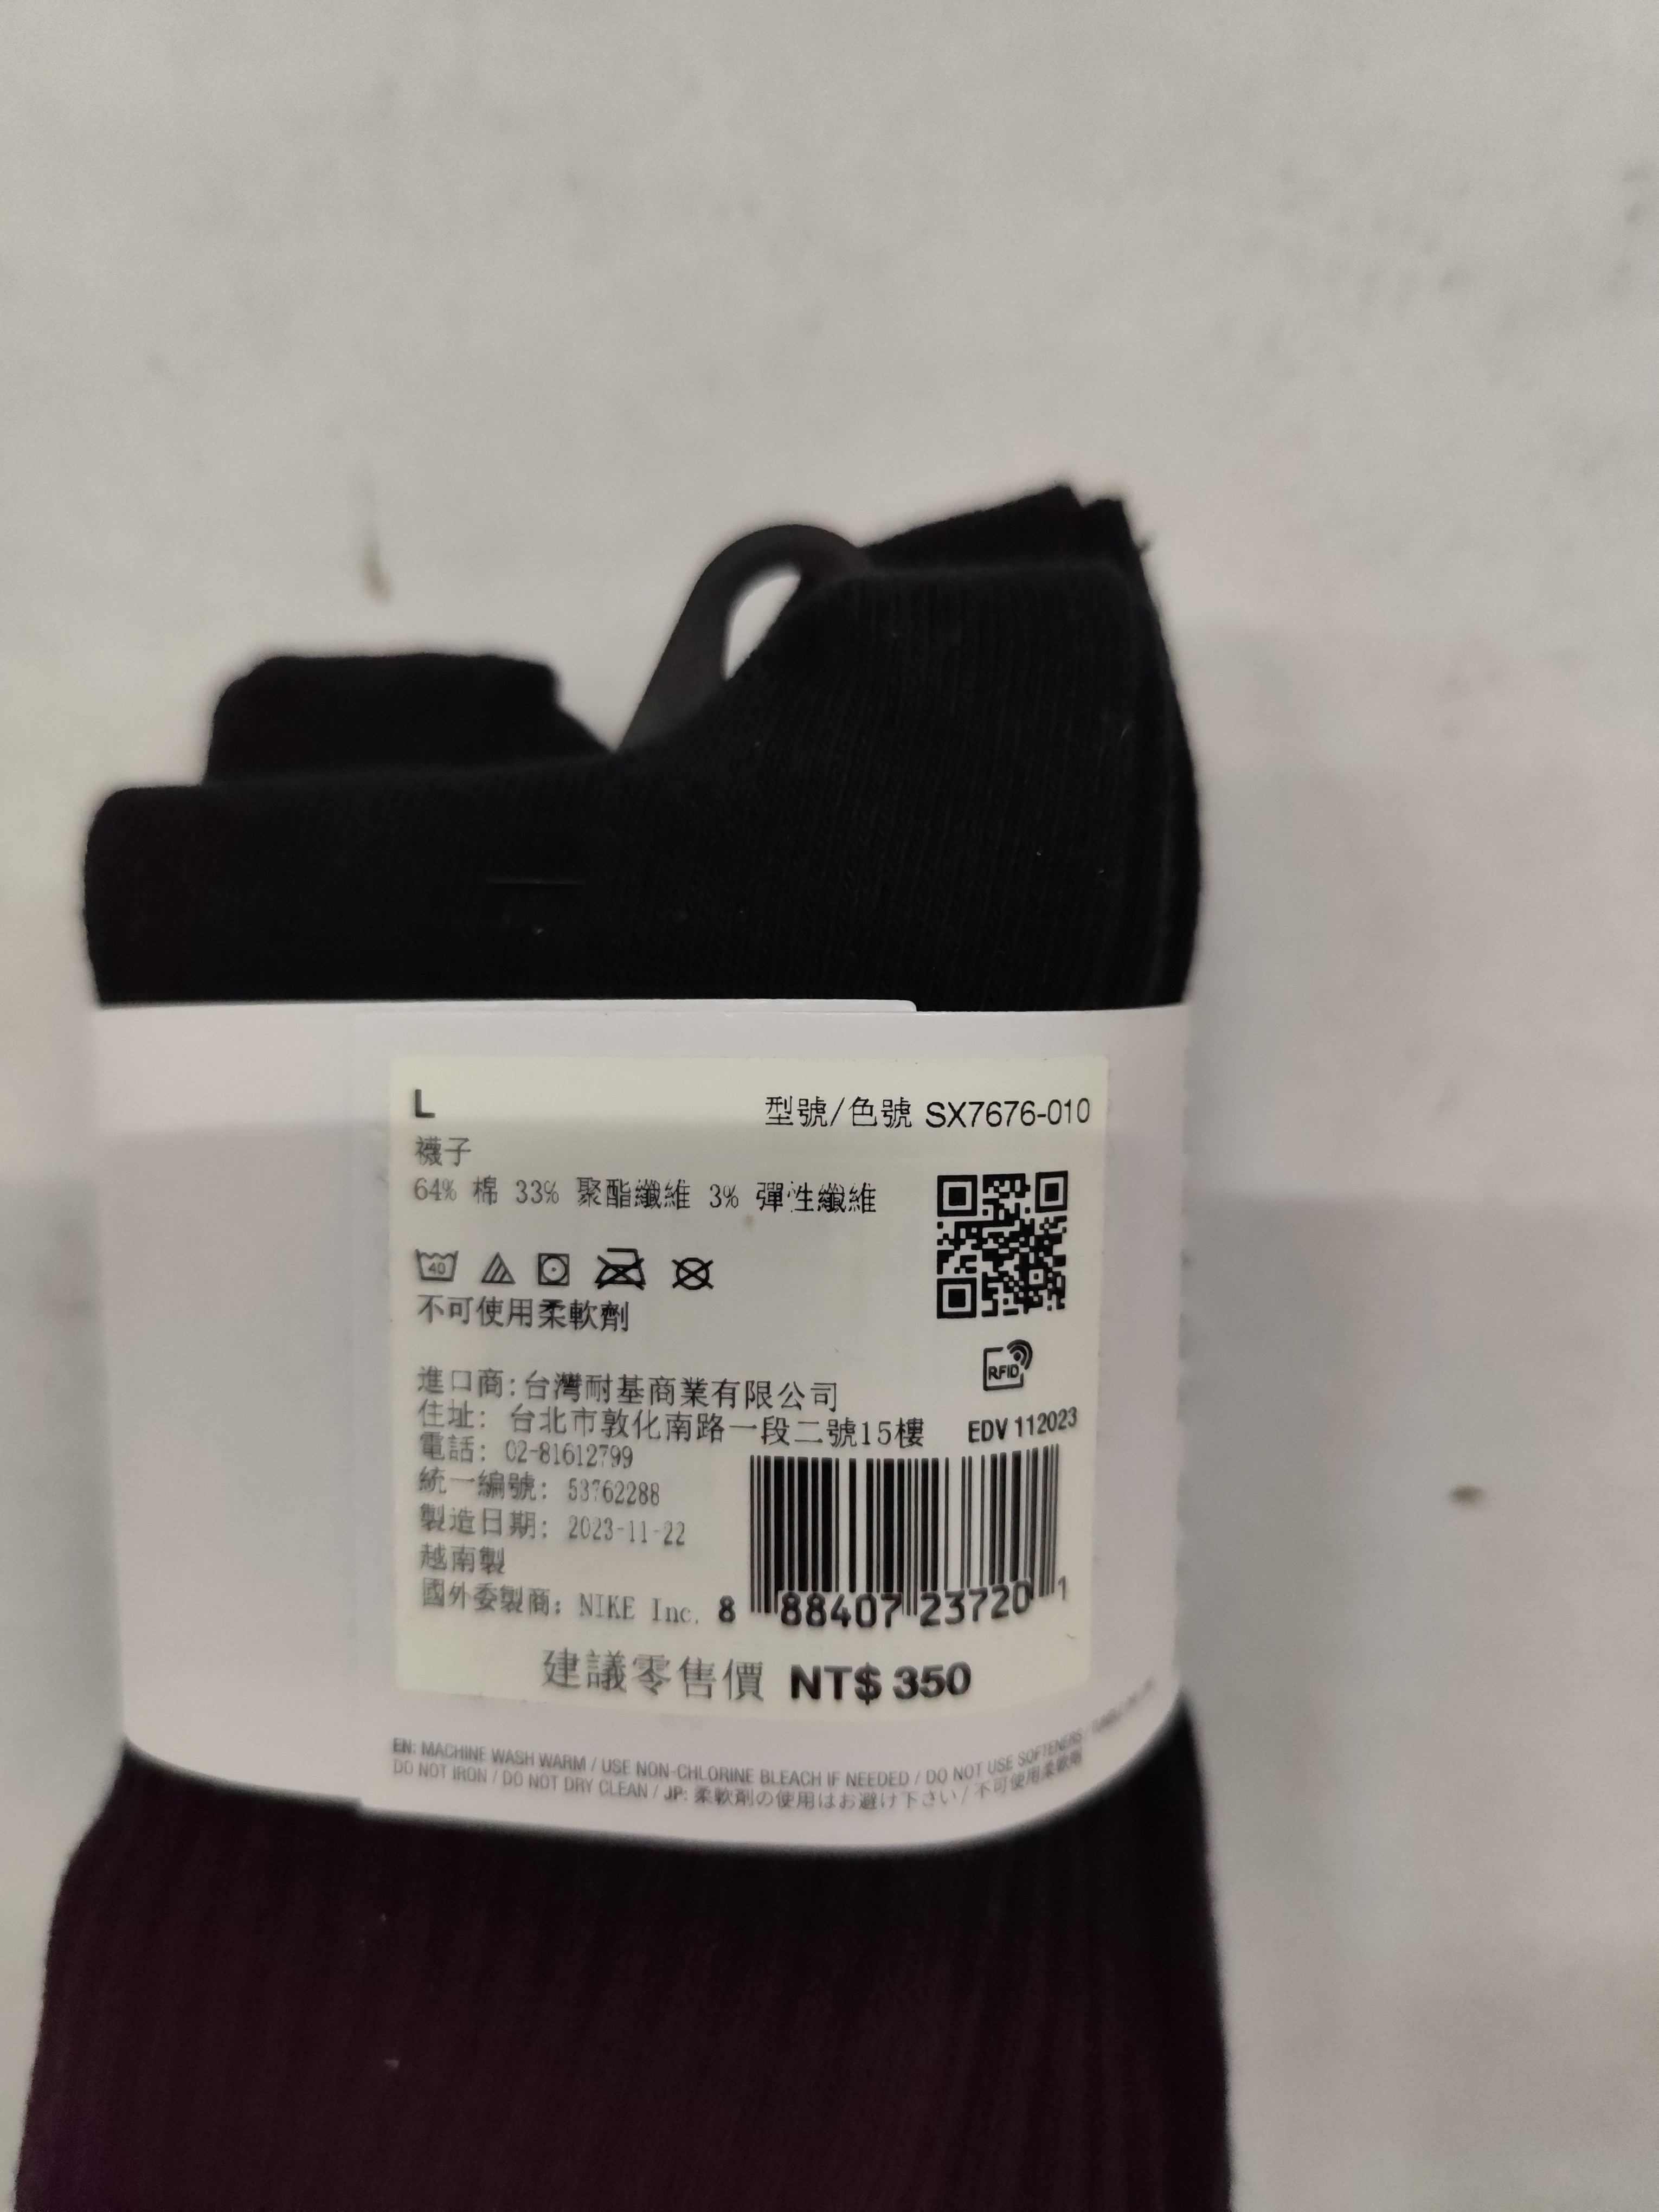 L
型號/色號 SX7676-010
襪子
64% 棉 33% 聚酯纖維 3% 彈性纖維
40
不可使用柔軟劑
RFID
進口商:台灣耐基商業有限公司
住址: 台北市敦化南路一段二號15樓
EDV 112023
電話: 02-81612799
統一編號: 53762288
製造日期: 2023-11-22
越南製
國外委製商: NIKE Inc.
8 88407 23720 1
建議零售價 NT$ 350
EN: MACHINE WASH WARM / USE NON-CHLORINE BLEACH IF NEEDED / DO NOT USE SOFTENERS /
DO NOT IRON / DO NOT DRY CLEAN / JP: 柔軟剤の使用はお避け下さい / 不可使用柔軟劑